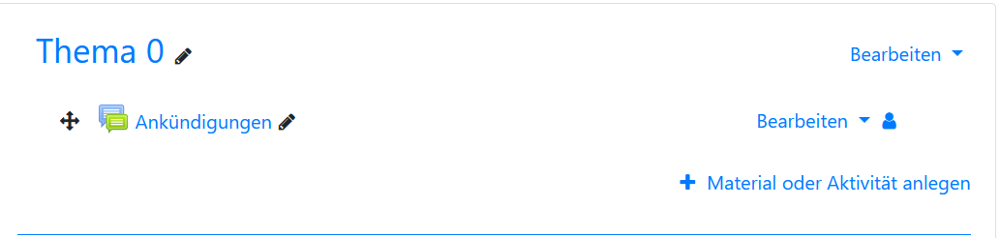 Thema 0
Bearbeiten
Ankündigungen
Bearbeiten
Material oder Aktivität anlegen